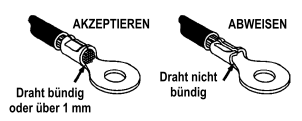 AKZEPTIEREN
ABWEISEN
Draht bündig
oder über 1 mm
Draht nicht
bündig